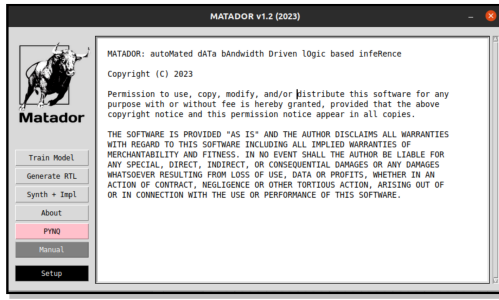 MATADOR v1.2 (2023)
Matador
Train Model
Generate RTL
Synth + Impl
About
PYNQ
Manual
Setup
MATADOR: autoMated dATa bAndwidth Driven lOgic based infeRence
Copyright (C) 2023
Permission to use, copy, modify, and/or distribute this software for any
purpose with or without fee is hereby granted, provided that the above
copyright notice and this permission notice appear in all copies.
THE SOFTWARE IS PROVIDED "AS IS" AND THE AUTHOR DISCLAIMS ALL WARRANTIES
WITH REGARD TO THIS SOFTWARE INCLUDING ALL IMPLIED WARRANTIES OF
MERCHANTABILITY AND FITNESS. IN NO EVENT SHALL THE AUTHOR BE LIABLE FOR
ANY SPECIAL, DIRECT, INDIRECT, OR CONSEQUENTIAL DAMAGES OR ANY DAMAGES
WHATSOEVER RESULTING FROM LOSS OF USE, DATA OR PROFITS, WHETHER IN AN
ACTION OF CONTRACT, NEGLIGENCE OR OTHER TORTIOUS ACTION, ARISING OUT OF
OR IN CONNECTION WITH THE USE OR PERFORMANCE OF THIS SOFTWARE.